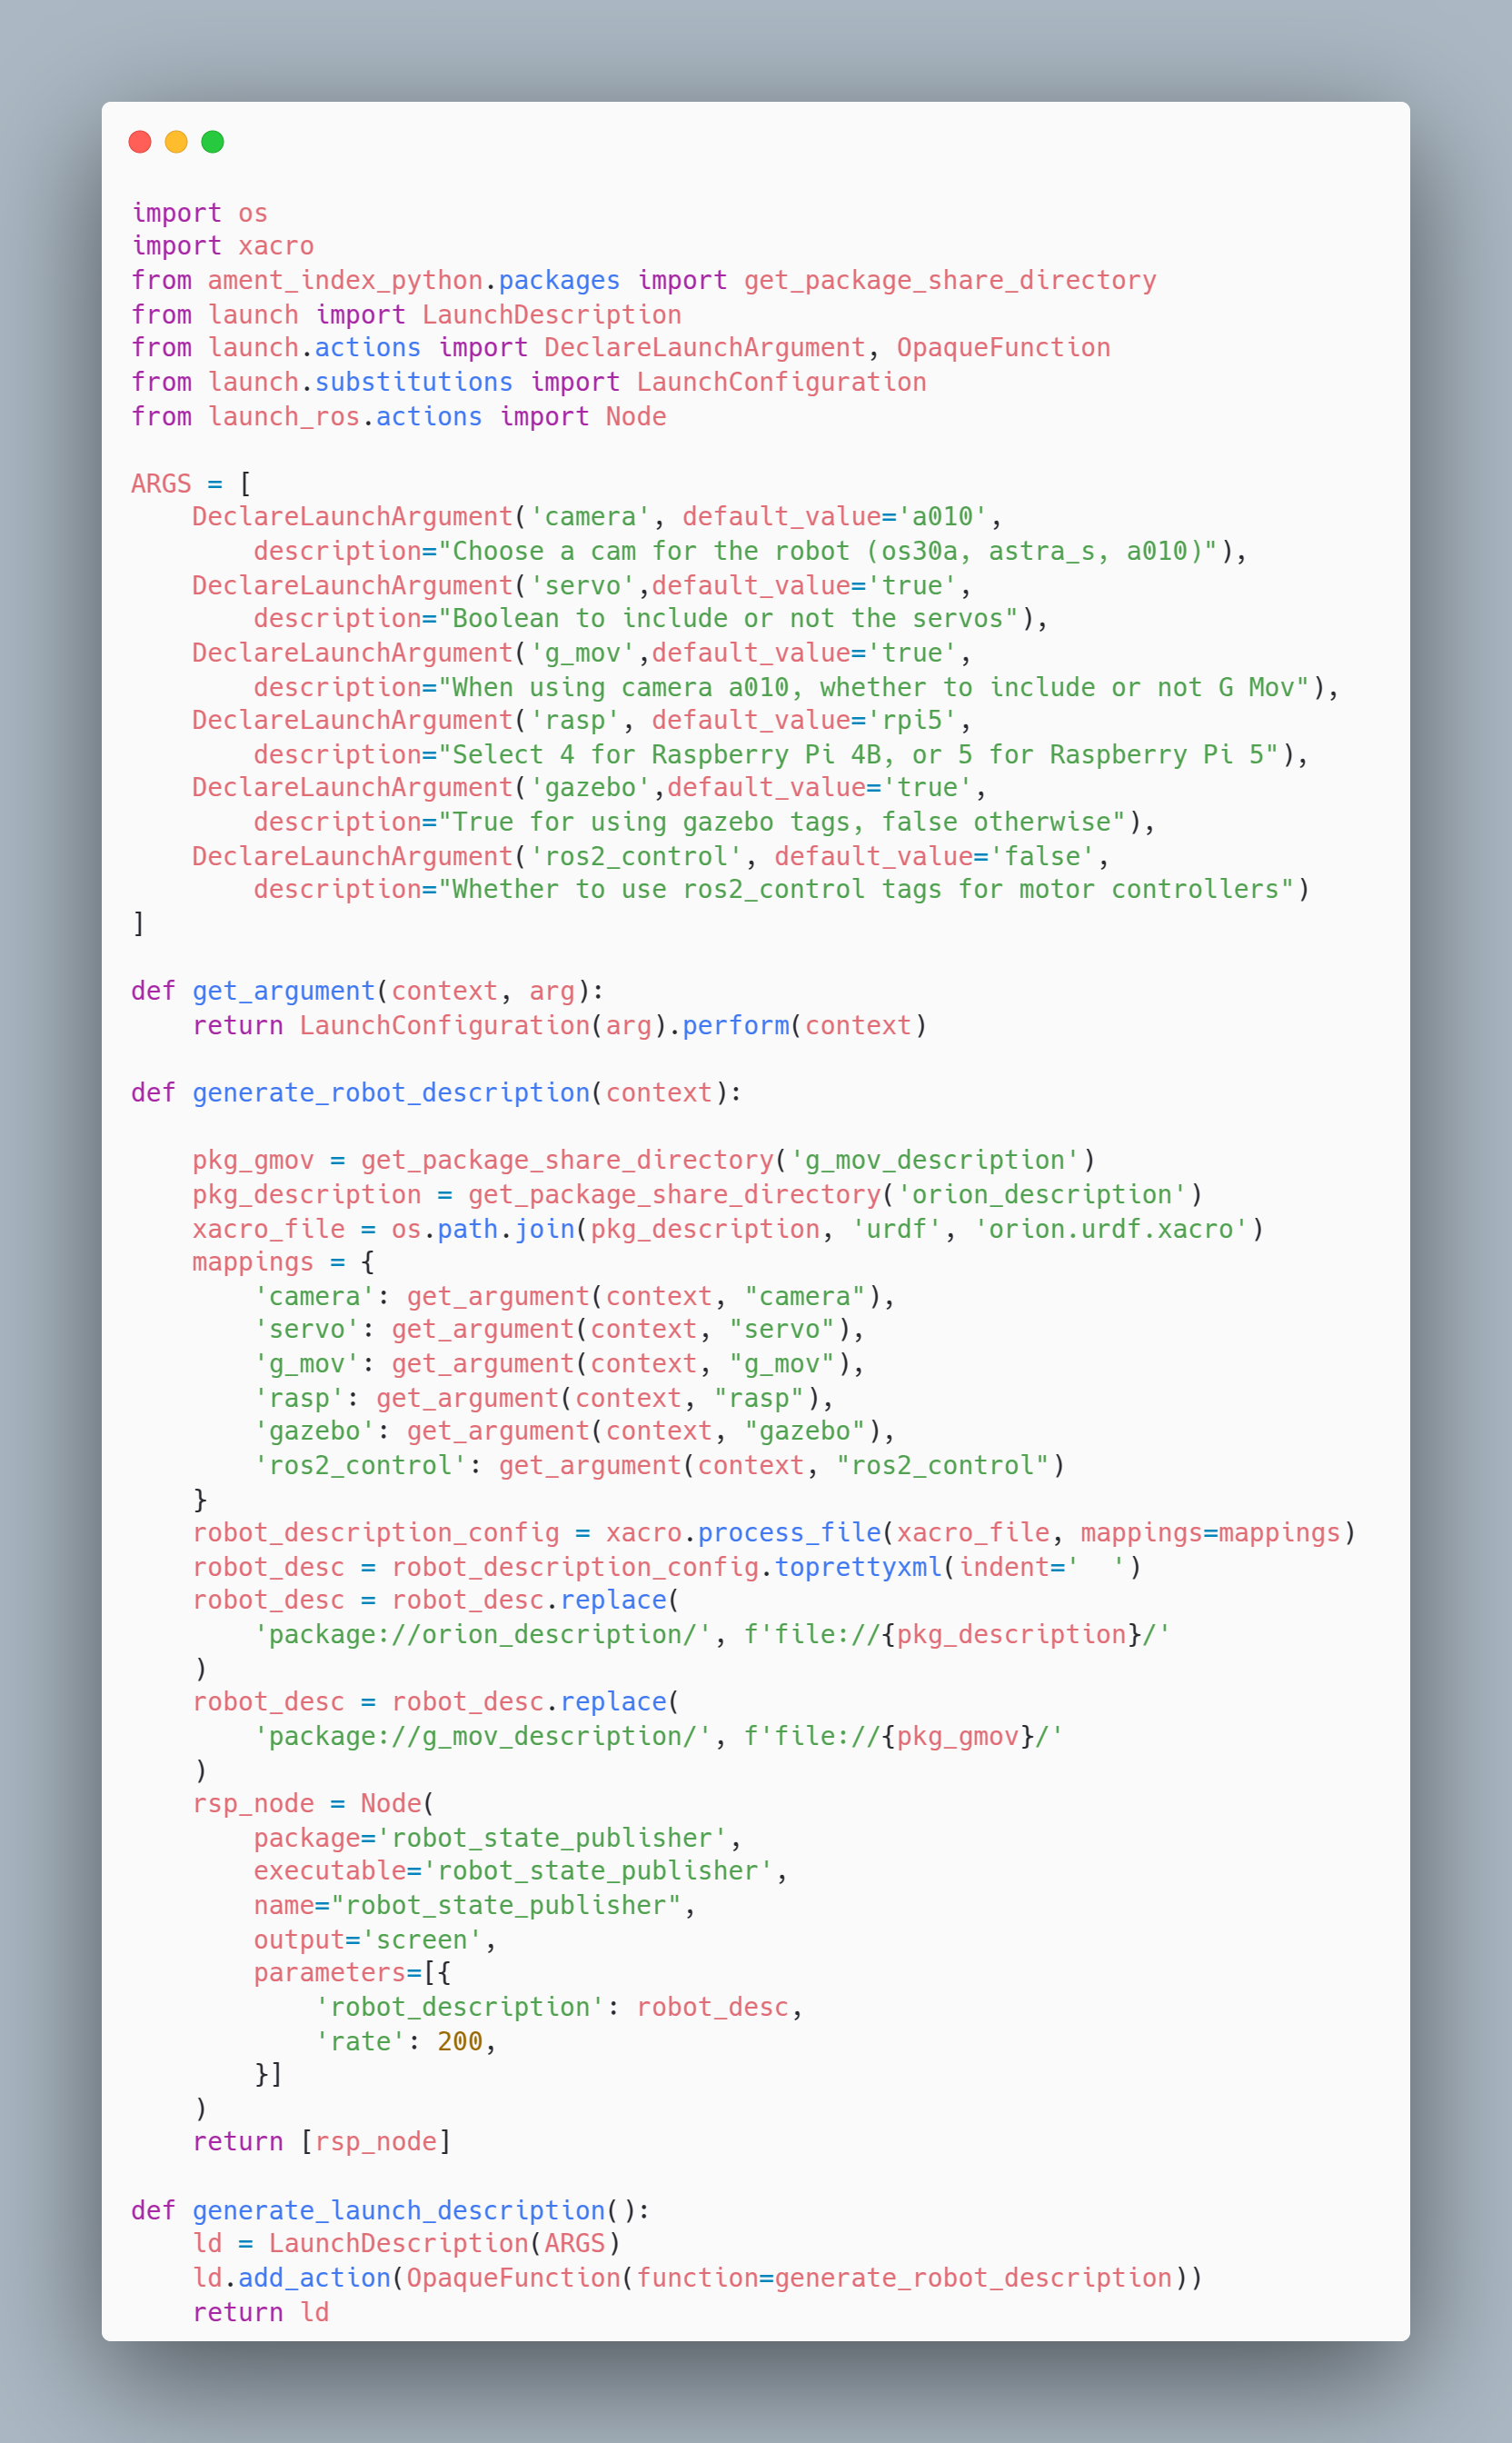 import os
import xacro
from ament_index_python.packages import get_package_share_directory
from launch import LaunchDescription
from launch.actions import DeclareLaunchArgument, OpaqueFunction
from launch.substitutions import LaunchConfiguration
from launch_ros.actions import Node

ARGS = [
    DeclareLaunchArgument('camera', default_value='a010',
        description="Choose a cam for the robot (os30a, astra_s, a010)"),
    DeclareLaunchArgument('servo',default_value='true',
        description="Boolean to include or not the servos"),
    DeclareLaunchArgument('g_mov',default_value='true',
        description="When using camera a010, whether to include or not G Mov"),
    DeclareLaunchArgument('rasp', default_value='rpi5',
        description="Select 4 for Raspberry Pi 4B, or 5 for Raspberry Pi 5"),
    DeclareLaunchArgument('gazebo',default_value='true',
        description="True for using gazebo tags, false otherwise"),
    DeclareLaunchArgument('ros2_control', default_value='false',
        description="Whether to use ros2_control tags for motor controllers")
]

def get_argument(context, arg):
    return LaunchConfiguration(arg).perform(context)

def generate_robot_description(context):

    pkg_gmov = get_package_share_directory('g_mov_description')
    pkg_description = get_package_share_directory('orion_description')
    xacro_file = os.path.join(pkg_description, 'urdf', 'orion.urdf.xacro')
    mappings = {
        'camera': get_argument(context, "camera"),
        'servo': get_argument(context, "servo"),
        'g_mov': get_argument(context, "g_mov"),
        'rasp': get_argument(context, "rasp"),
        'gazebo': get_argument(context, "gazebo"),
        'ros2_control': get_argument(context, "ros2_control")
    }
    robot_description_config = xacro.process_file(xacro_file, mappings=mappings)
    robot_desc = robot_description_config.toprettyxml(indent='  ')
    robot_desc = robot_desc.replace(
        'package://orion_description/', f'file://{pkg_description}/'
    )
    robot_desc = robot_desc.replace(
        'package://g_mov_description/', f'file://{pkg_gmov}/'
    )
    rsp_node = Node(
        package='robot_state_publisher',
        executable='robot_state_publisher',
        name="robot_state_publisher",
        output='screen',
        parameters=[{
            'robot_description': robot_desc,
            'rate': 200,
        }]
    )
    return [rsp_node]

def generate_launch_description():
    ld = LaunchDescription(ARGS)
    ld.add_action(OpaqueFunction(function=generate_robot_description))
    return ld